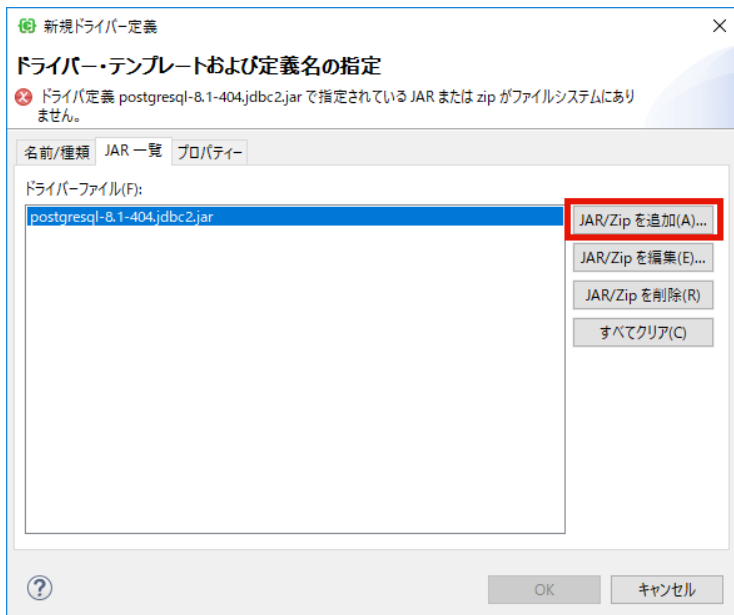 新規ドライバー定義
ドライバー・テンプレートおよび定義名の指定
ドライバ定義 postgresql-8.1-404.jdbc2.jar で指定されている JAR または zip がファイルシステムにあり
ません。
名前/種類 JAR 一覧 プロパティー
ドライバーファイル(F):
postgresql-8.1-404.jdbc2.jar
JAR/Zip を追加(A)...
JAR/Zip を編集(E)...
JAR/Zip を削除(R)
すべてクリア(C)
?
OK キャンセル